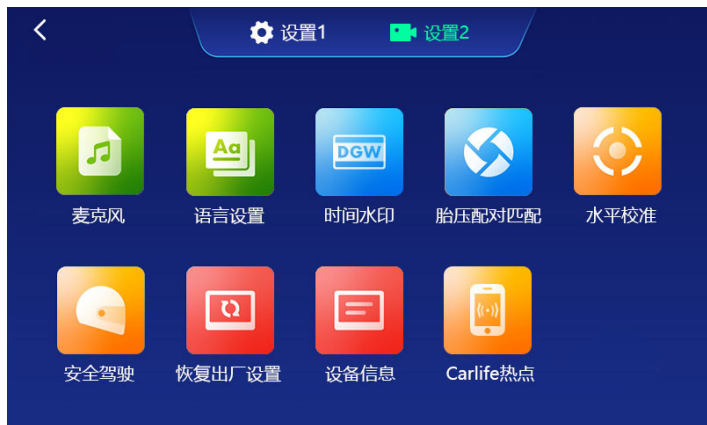 设置1
设置2
Aa
DGW
麦克风
语言设置
时间水印
胎压配对匹配
水平校准
安全驾驶
恢复出厂设置
设备信息
Carlife热点